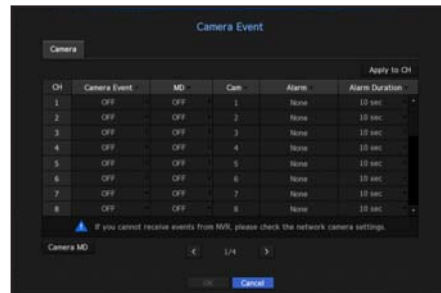 Camera Event
Camera
Apply to CH
CH Camera Event MD Cam Alarm Alarm Duration
1 OFF OFF 1 None 10 sec
2 OFF OFF 2 None 10 sec
3 OFF OFF 3 None 10 sec
4 OFF OFF 4 None 10 sec
5 OFF OFF 5 None 10 sec
6 OFF OFF 6 None 10 sec
7 OFF OFF 7 None 10 sec
8 OFF OFF 8 None 10 sec
If you cannot receive events from NVR, please check the network camera settings.
Camera MD
< 1/4 >
OK Cancel